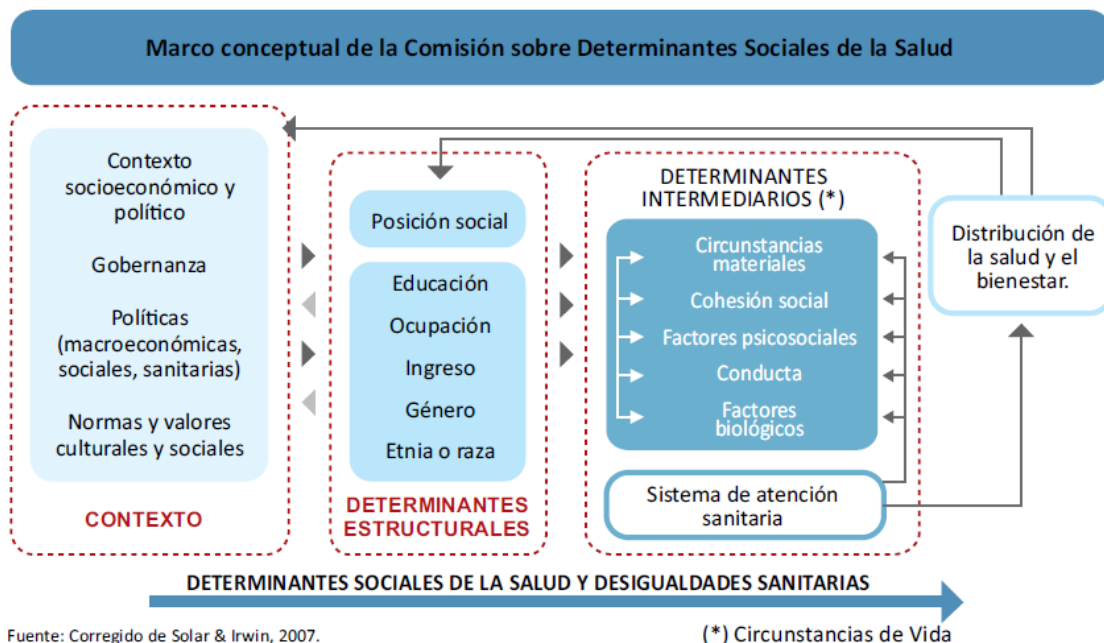 Marco conceptual de la Comisión sobre Determinantes Sociales de la Salud
Contexto
socioeconómico y
político
Gobernanza
Políticas
(macroeconómicas,
sociales, sanitarias)
Normas y valores
culturales y sociales
CONTEXTO
Posición social
Educación
Ocupación
Ingreso
Género
Etnia o raza
DETERMINANTES
ESTRUCTURALES
DETERMINANTES
INTERMEDIARIOS (*)
Circunstancias
materiales
Cohesión social
Factores psicosociales
Conducta
Factores
biológicos
Sistema de atención
sanitaria
Distribución de
la salud y el
bienestar.
DETERMINANTES SOCIALES DE LA SALUD Y DESIGUALDADES SANITARIAS
Fuente: Corregido de Solar & Irwin, 2007.
(*) Circunstancias de Vida